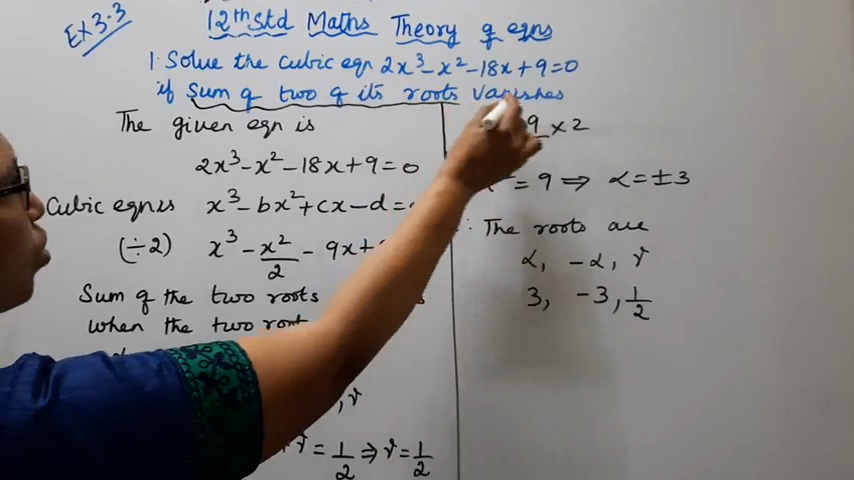 Ex 3.3
12th Std Maths Theory of eqns
1. Solve the cubic eqn 2x³-x²-18x+9=0
if sum of two of its roots vanishes
The given eqn is
2x³-x²-18x+9=0
Cubic eqn is x³-bx²+cx-d=
(÷2) x³-x²/2-9x+
Sum of the two roots
when the two
, γ
γ=1/2⇒γ=1/2
9 ×2
²=9⇒α=±3
∴ The roots are
α, -α, γ
3, -3, 1/2